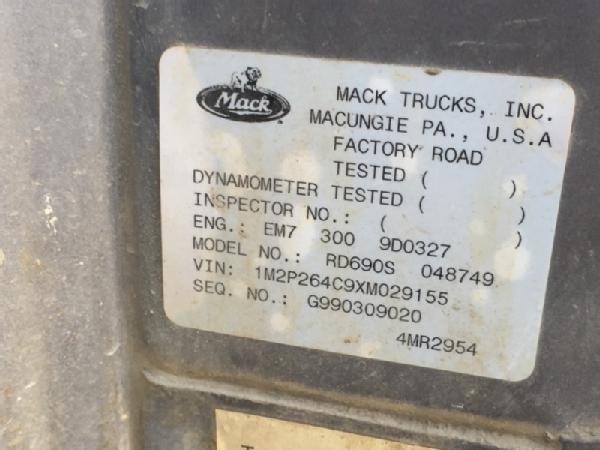 Mack
MACK TRUCKS, INC.
MACUNGIE PA., U.S.A
FACTORY ROAD
TESTED ( )
DYNAMOMETER TESTED ( )
INSPECTOR NO.: ( )
ENG.: EM7 300 9D0327
MODEL NO.: RD690S 048749
VIN: 1M2P264C9XM029155
SEQ. NO.: G990309020
4MR2954